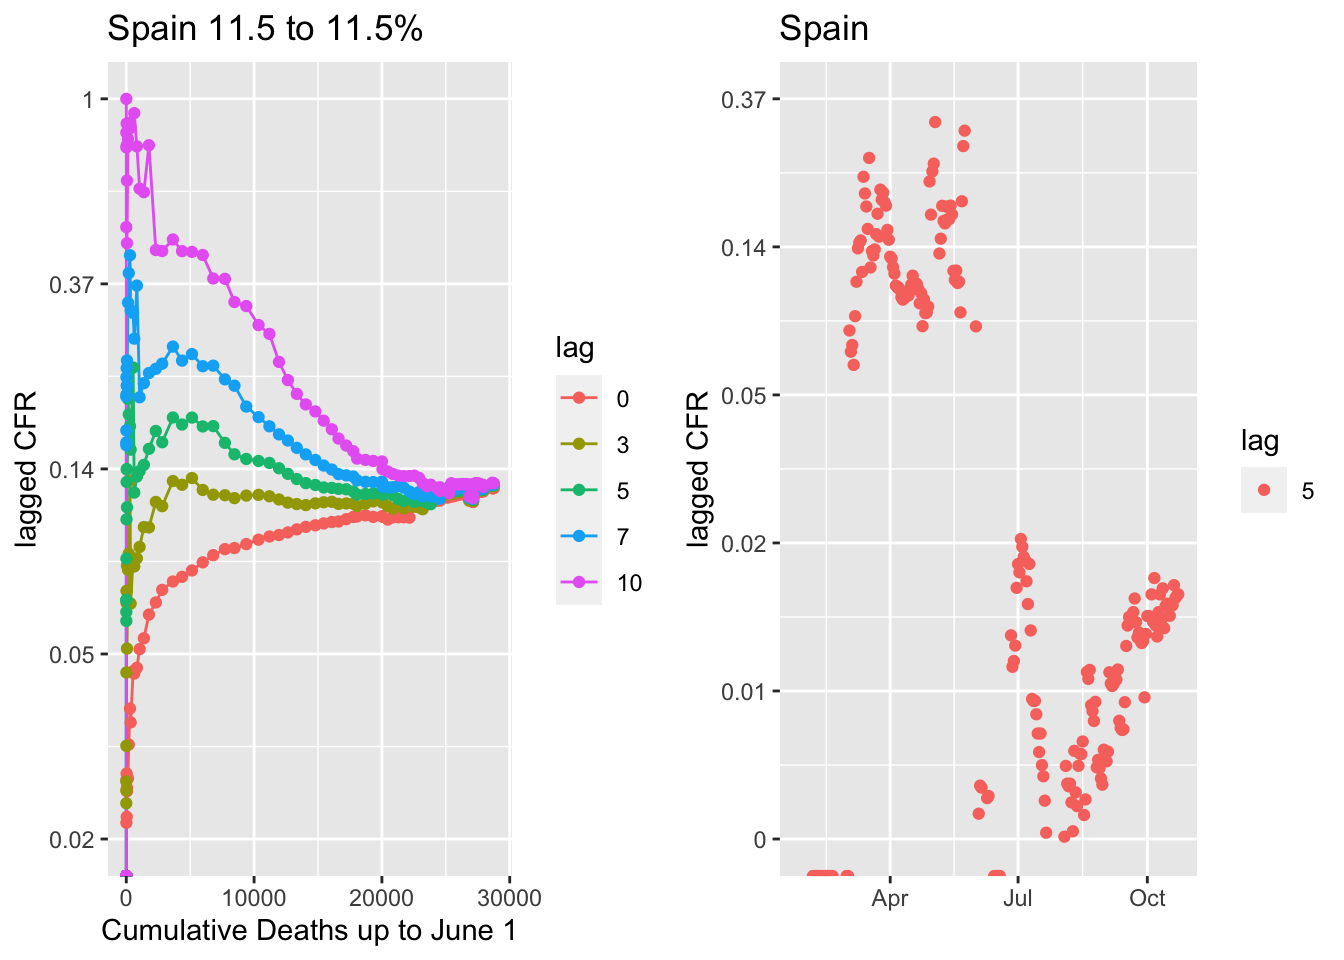 Spain 11.5 to 11.5%
lagged CFR
1
0.37
0.14
0.05
0.02
0
10000
20000
30000
Cumulative Deaths up to June 1
lag
0
3
5
7
10
Spain
lagged CFR
0.37
0.14
0.05
0.02
0.01
0
Apr
Jul
Oct
lag
5